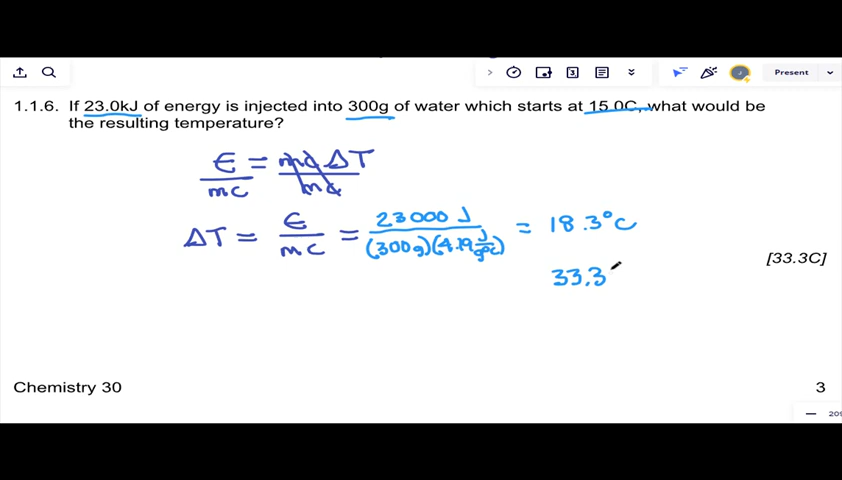 3
Present
1.1.6. If 23.0kJ of energy is injected into 300g of water which starts at 15.0C, what would be
the resulting temperature?
E/mc = mcΔT/mc
ΔT = E/mc = 23000 J/(300g)(4.19 J/g°C) = 18.3°C
[33.3C]
33.3
Chemistry 30
3
209